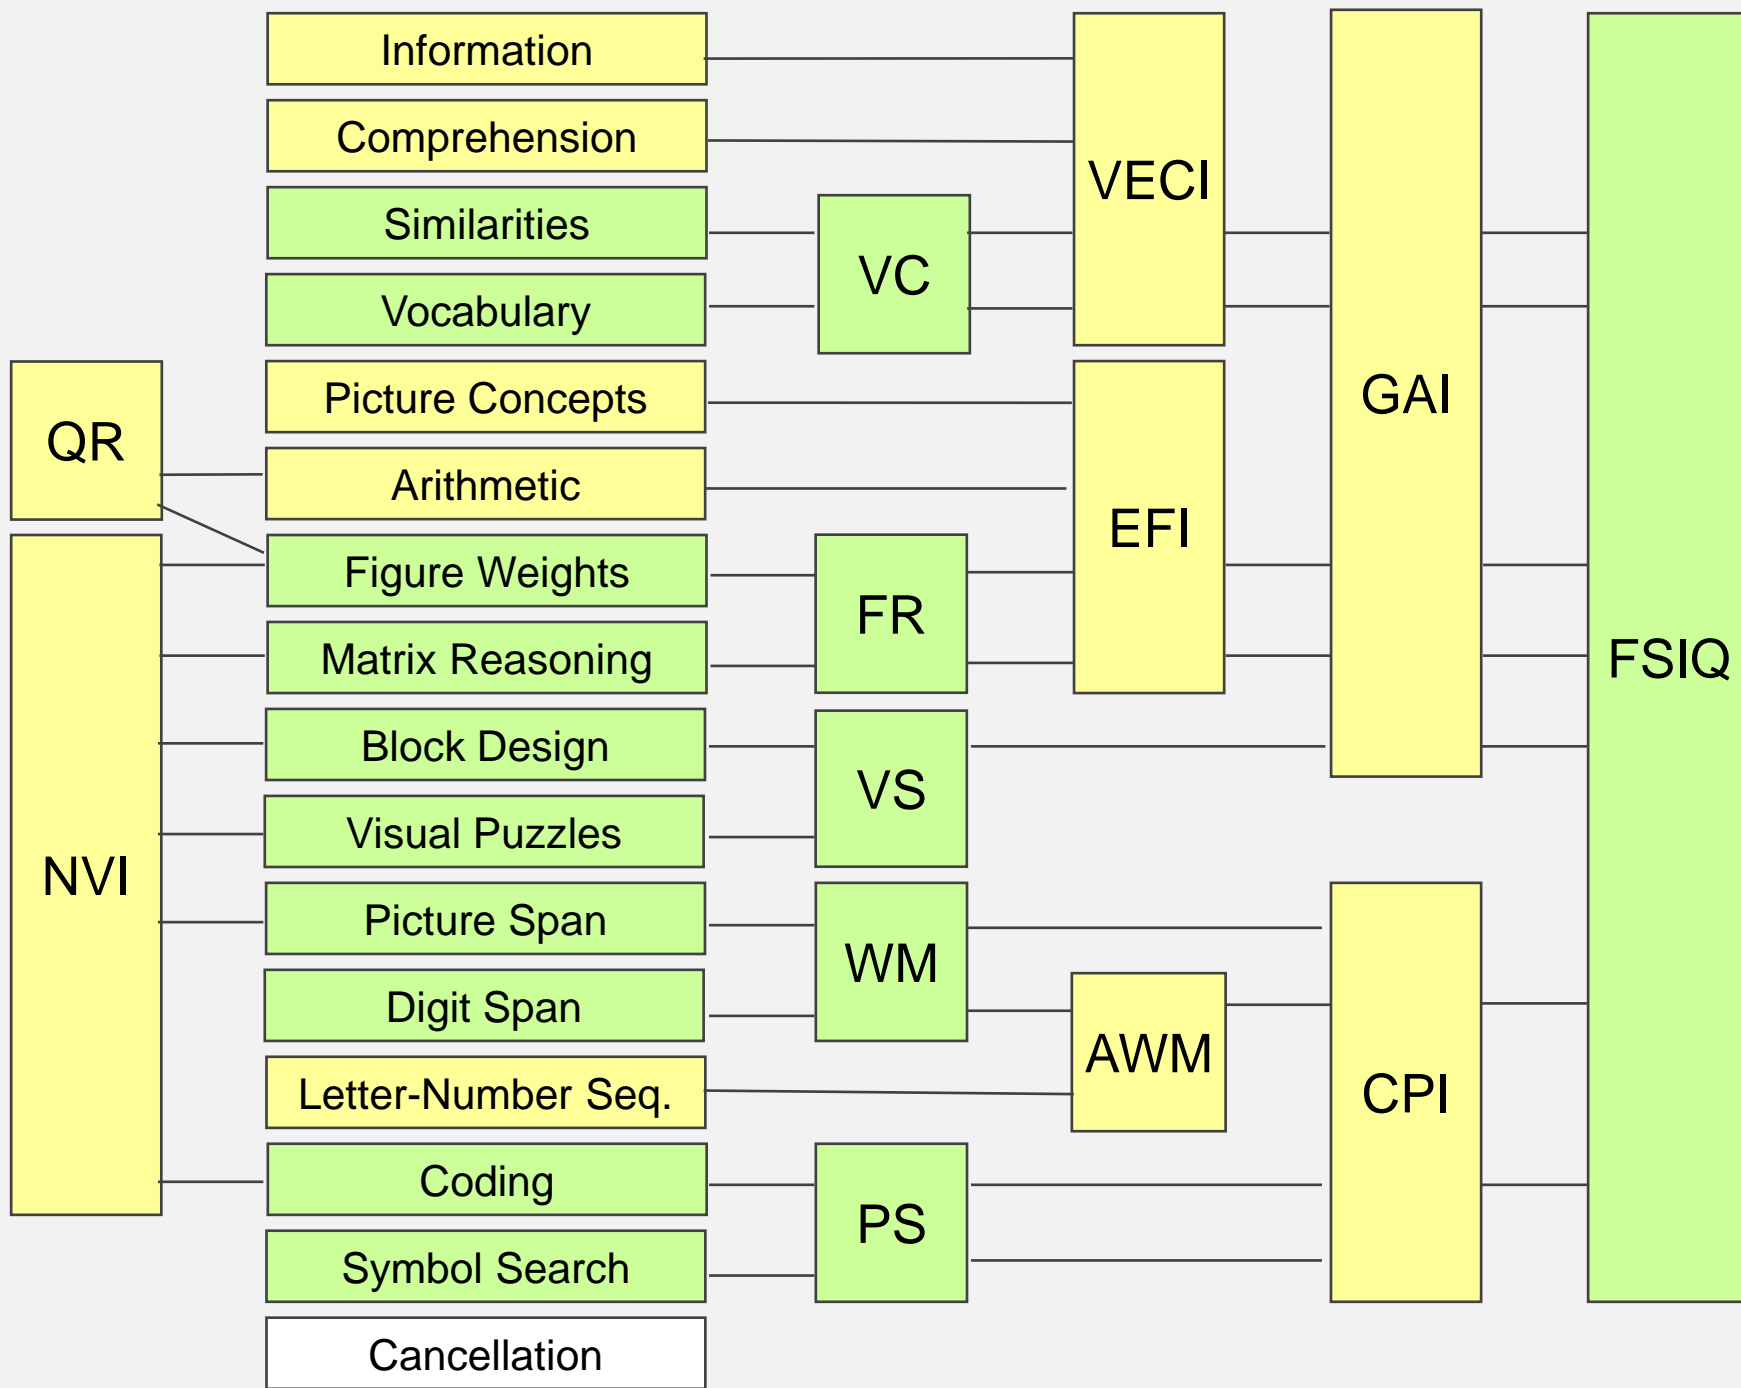 Information
Comprehension
Similarities
Vocabulary
Picture Concepts
Arithmetic
Figure Weights
Matrix Reasoning
Block Design
Visual Puzzles
Picture Span
Digit Span
Letter-Number Seq.
Coding
Symbol Search
Cancellation
QR
NVI
VC
FR
VS
WM
PS
VECI
EFI
AWM
GAI
CPI
FSIQ